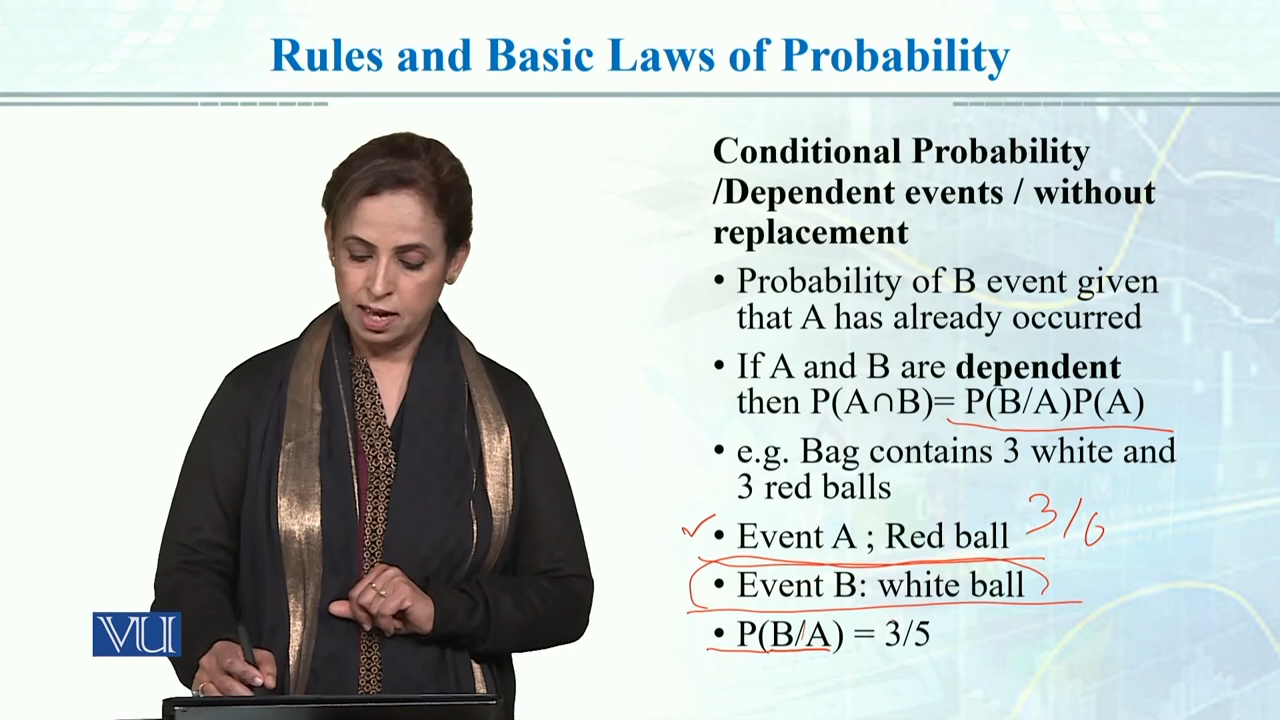 Rules and Basic Laws of Probability
Conditional Probability
/Dependent events / without
replacement
• Probability of B event given
that A has already occurred
• If A and B are dependent
then P(A∩B)= P(B/A)P(A)
• e.g. Bag contains 3 white and
3 red balls
• Event A ; Red ball 3/6
• Event B: white ball
• P(B/A) = 3/5
VU